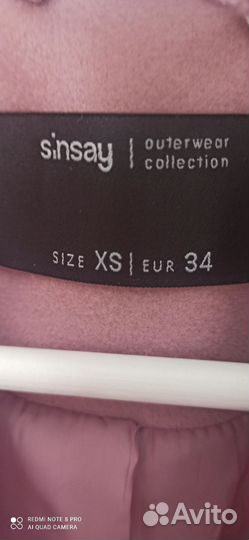 sinsay | outerwear
collection
SIZE XS | EUR 34
REDMI NOTE 8 PRO
AI QUAD CAMERA
Avito